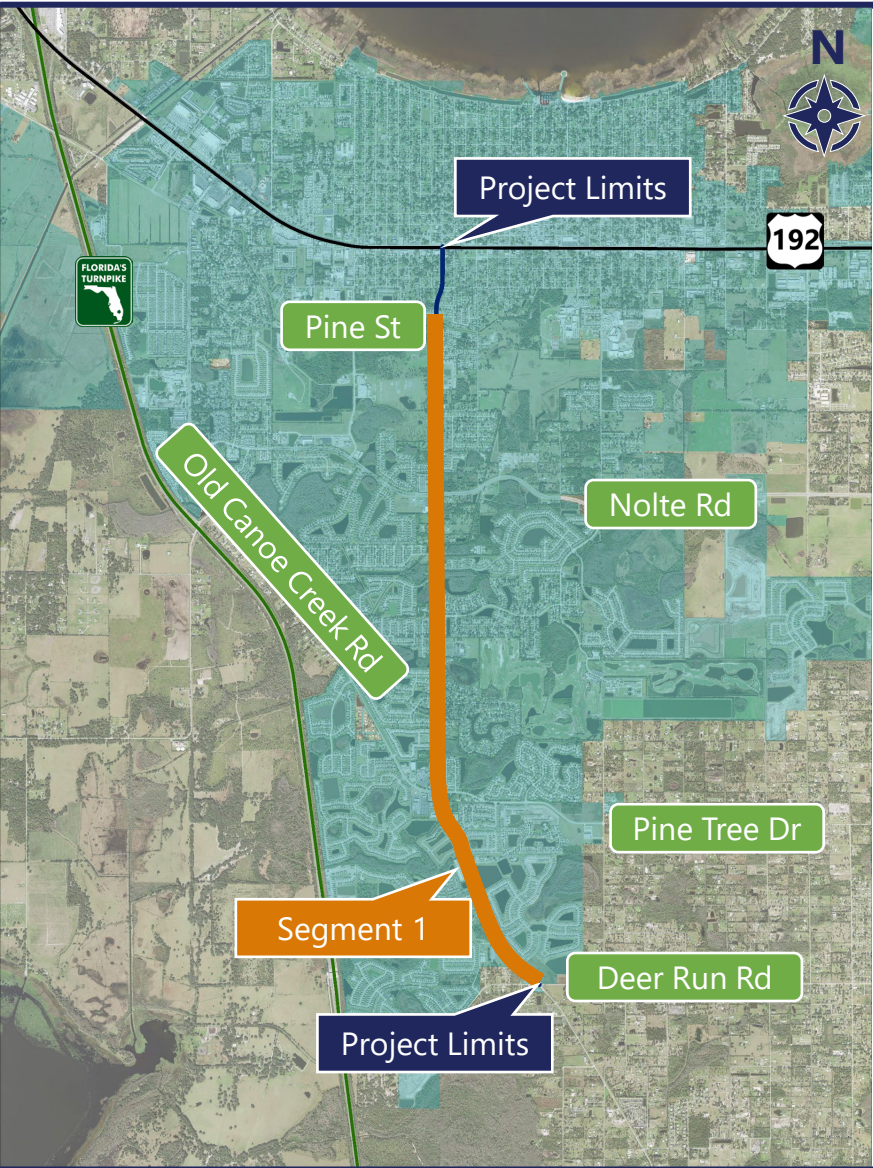 N
Project Limits
192
FLORIDA'S
TURNPIKE
Pine St
Old Canoe Creek Rd
Nolte Rd
Pine Tree Dr
Segment 1
Deer Run Rd
Project Limits